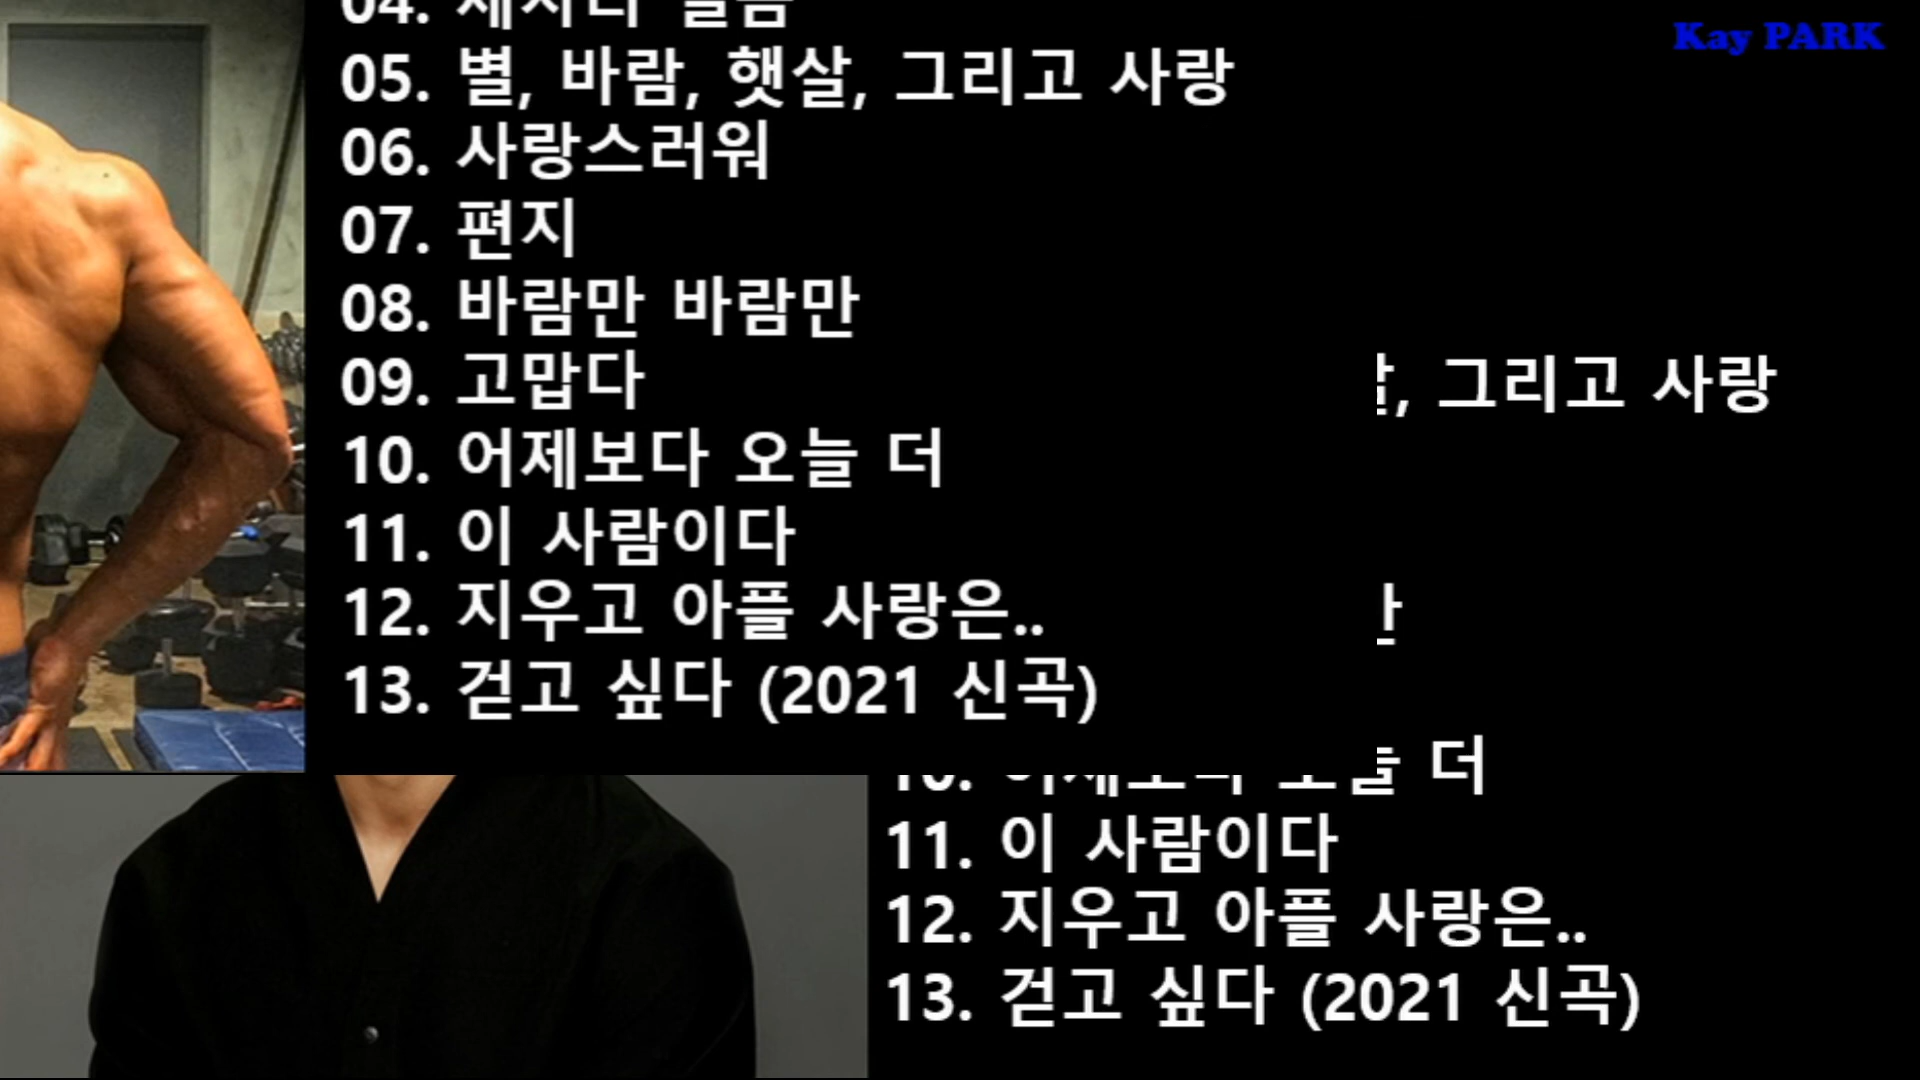 Kay PARK
05. 별, 바람, 햇살, 그리고 사랑
06. 사랑스러워
07. 편지
08. 바람만 바람만
09. 고맙다
10. 어제보다 오늘 더
11. 이 사람이다
12. 지우고 아플 사랑은..
13. 걷고 싶다 (2021 신곡)
, 그리고 사랑
더
11. 이 사람이다
12. 지우고 아플 사랑은..
13. 걷고 싶다 (2021 신곡)